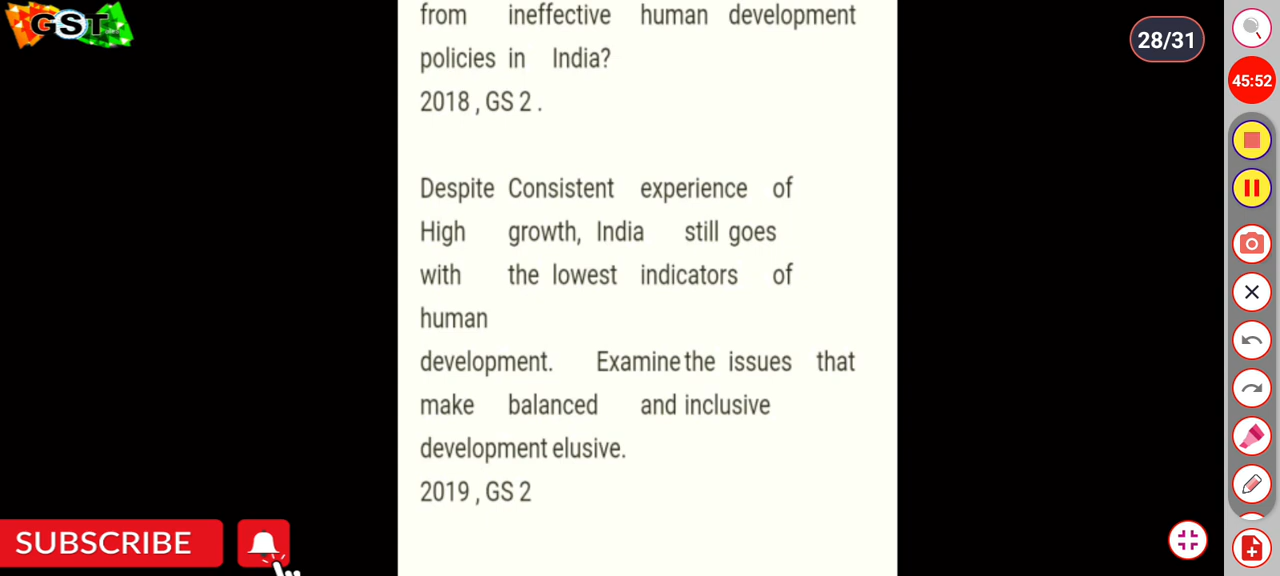 GST
28/31
45:52
from ineffective human development
policies in India?
2018 , GS 2 .
Despite Consistent experience of
High growth, India still goes
with the lowest indicators of
human
development. Examine the issues that
make balanced and inclusive
development elusive.
2019 , GS 2
SUBSCRIBE